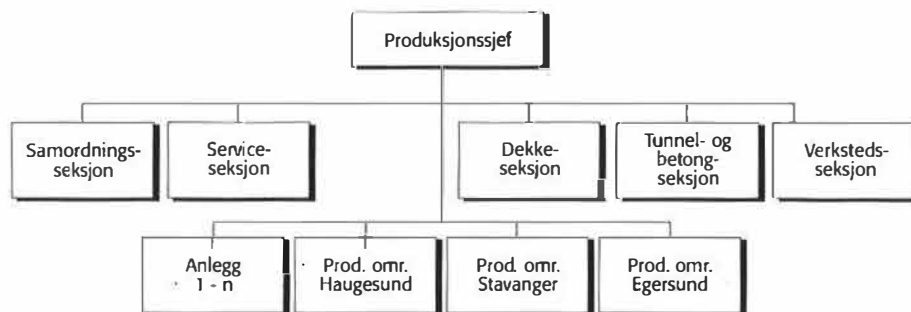 Produksjonssjef
Samordnings-
seksjon
Service-
seksjon
Dekke-
seksjon
Tunnel- og
betong-
seksjon
Verksteds-
seksjon
Anlegg
1 - n
Prod. omr.
Haugesund
Prod. omr.
Stavanger
Prod. omr.
Egersund